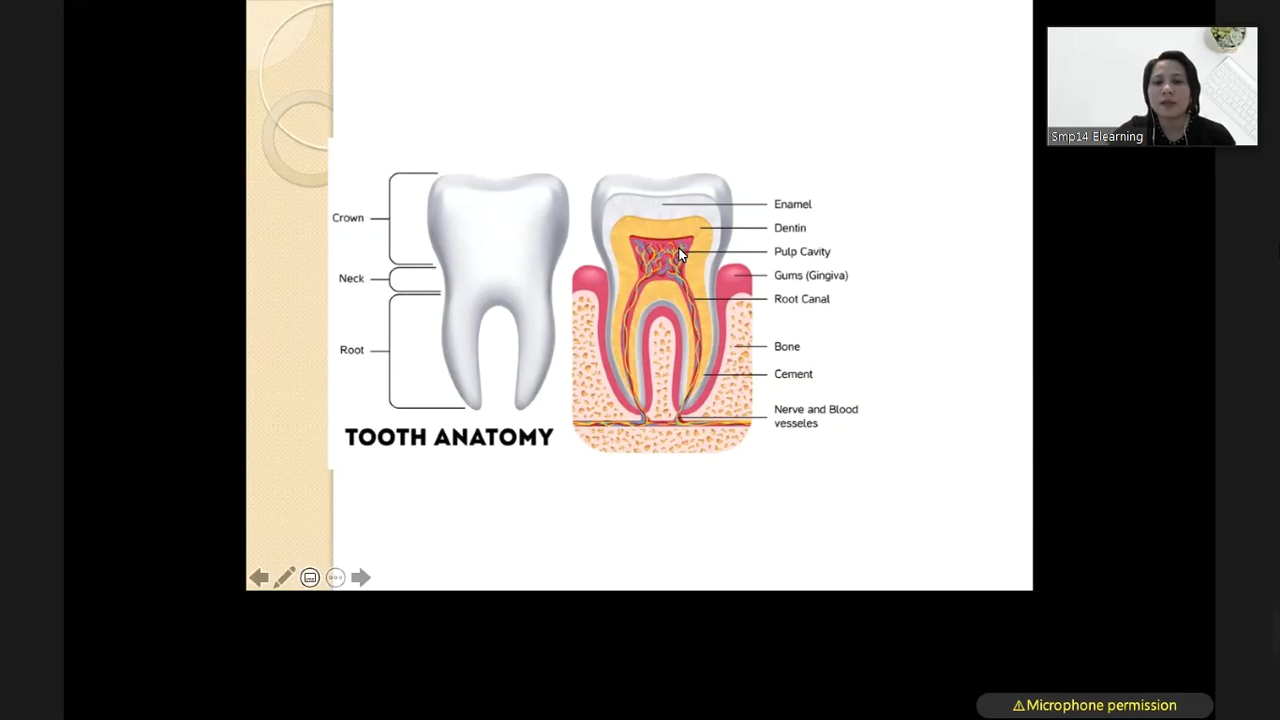 Smp14 Elearning
Crown
Neck
Root
TOOTH ANATOMY
Enamel
Dentin
Pulp Cavity
Gums (Gingiva)
Root Canal
Bone
Cement
Nerve and Blood
vesseles
⚠Microphone permission